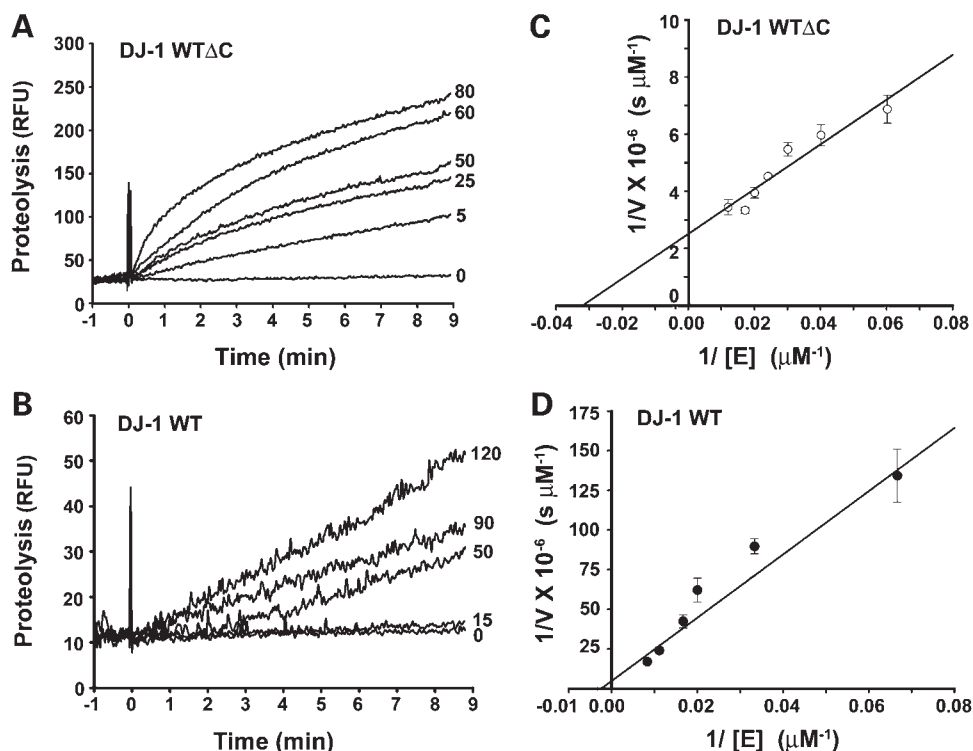 A
DJ-1 WTΔC
Proteolysis (RFU)
300
250
200
150
100
50
0
80
60
50
25
5
0
-1 0 1 2 3 4 5 6 7 8 9
Time (min)
B
DJ-1 WT
Proteolysis (RFU)
60
50
40
30
20
10
0
120
90
50
15
0
-1 0 1 2 3 4 5 6 7 8 9
Time (min)
C
DJ-1 WTΔC
1/V X 10⁻⁶ (s μM⁻¹)
10
8
6
4
2
0
-0.04 -0.02 0.00 0.02 0.04 0.06 0.08
1/ [E] (μM⁻¹)
D
DJ-1 WT
1/V X 10⁻⁶ (s μM⁻¹)
175
150
125
100
75
50
25
-0.01 0.00 0.02 0.04 0.06 0.08
1/ [E] (μM⁻¹)